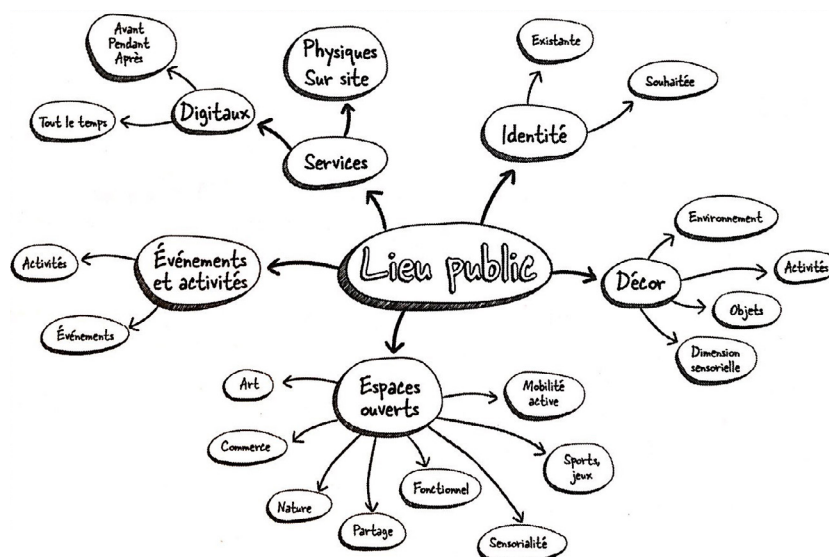 Avant
Pendant
Après
Physiques
Sur site
Existante
Souhaitée
Tout le temps
Digitaux
Services
Identité
Environnement
Activités
Événements
et activités
Lieu public
Décor
Activités
Objets
Événements
Dimension
sensorielle
Art
Espaces
ouverts
Mobilité
active
Commerce
Sports,
jeux
Nature
Fonctionnel
Partage
Sensorialité